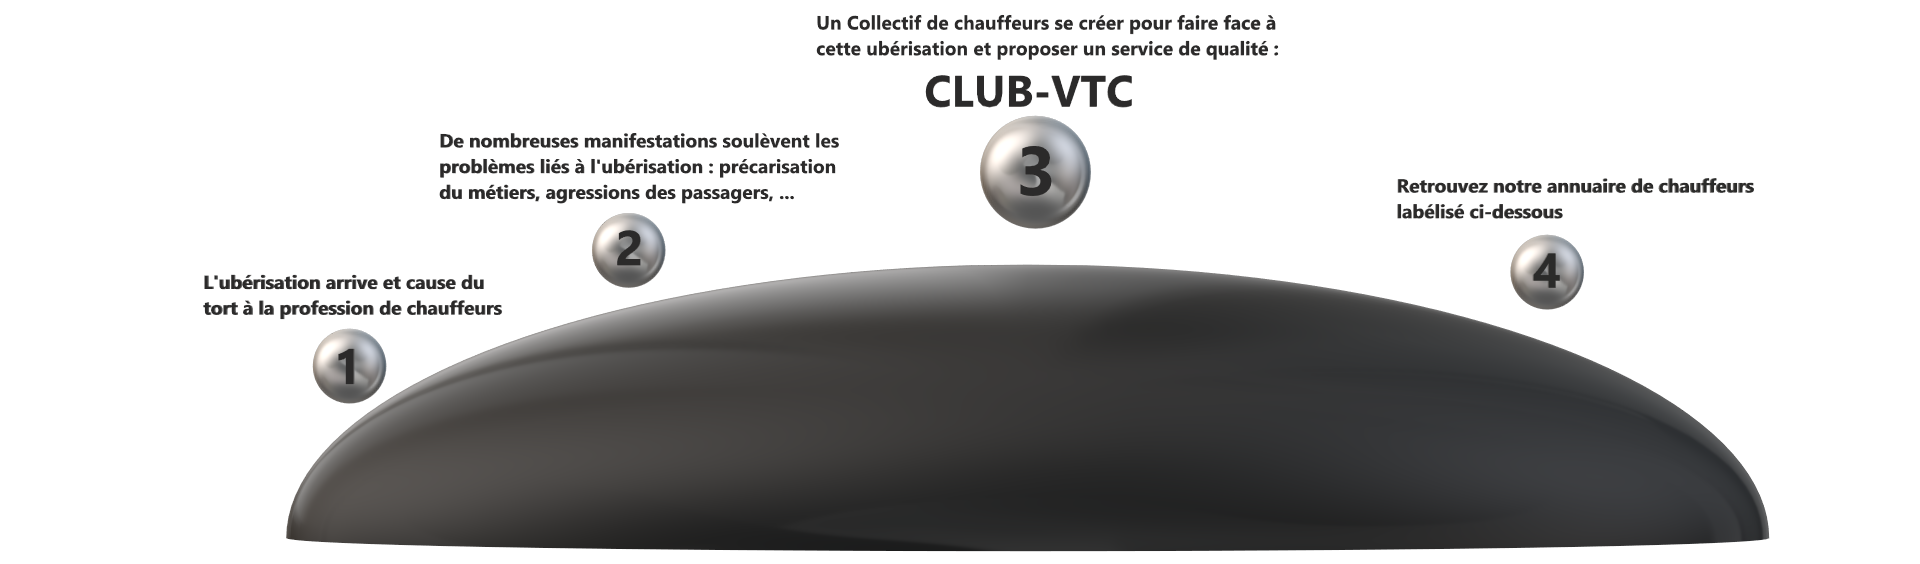 Un Collectif de chauffeurs se créer pour faire face à
cette ubérisation et proposer un service de qualité :
CLUB-VTC
3
De nombreuses manifestations soulèvent les
problèmes liés à l'ubérisation : précarisation
du métiers, agressions des passagers, ...
2
Retrouvez notre annuaire de chauffeurs
labélisé ci-dessous
4
L'ubérisation arrive et cause du
tort à la profession de chauffeurs
1